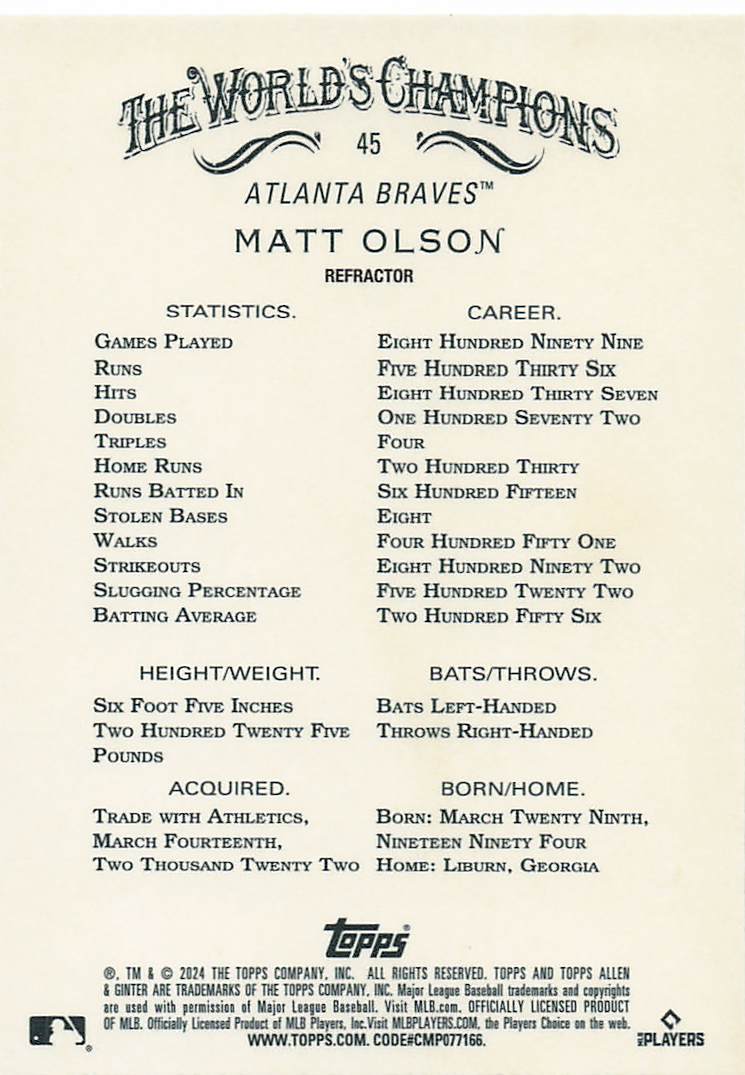 THE WORLD'S CHAMPIONS
45
ATLANTA BRAVES™
MATT OLSON
REFRACTOR
STATISTICS. CAREER.
GAMES PLAYED EIGHT HUNDRED NINETY NINE
RUNS FIVE HUNDRED THIRTY SIX
HITS EIGHT HUNDRED THIRTY SEVEN
DOUBLES ONE HUNDRED SEVENTY TWO
TRIPLES FOUR
HOME RUNS TWO HUNDRED THIRTY
RUNS BATTED IN SIX HUNDRED FIFTEEN
STOLEN BASES EIGHT
WALKS FOUR HUNDRED FIFTY ONE
STRIKEOUTS EIGHT HUNDRED NINETY TWO
SLUGGING PERCENTAGE FIVE HUNDRED TWENTY TWO
BATTING AVERAGE TWO HUNDRED FIFTY SIX
HEIGHT/WEIGHT. BATS/THROWS.
SIX FOOT FIVE INCHES BATS LEFT-HANDED
TWO HUNDRED TWENTY FIVE THROWS RIGHT-HANDED
POUNDS
ACQUIRED. BORN/HOME.
TRADE WITH ATHLETICS, BORN: MARCH TWENTY NINTH,
MARCH FOURTEENTH, NINETEEN NINETY FOUR
TWO THOUSAND TWENTY TWO HOME: LIBURN, GEORGIA
Topps®
®, TM & © 2024 THE TOPPS COMPANY, INC. ALL RIGHTS RESERVED. TOPPS AND TOPPS ALLEN
& GINTER ARE TRADEMARKS OF THE TOPPS COMPANY, INC. Major League Baseball trademarks and copyrights
are used with permission of Major League Baseball. Visit MLB.com. OFFICIALLY LICENSED PRODUCT
OF MLB. Officially Licensed Product of MLB Players, Inc.Visit MLBPLAYERS.COM, the Players Choice on the web.
WWW.TOPPS.COM. CODE#CMP077166.
MLB PLAYERS